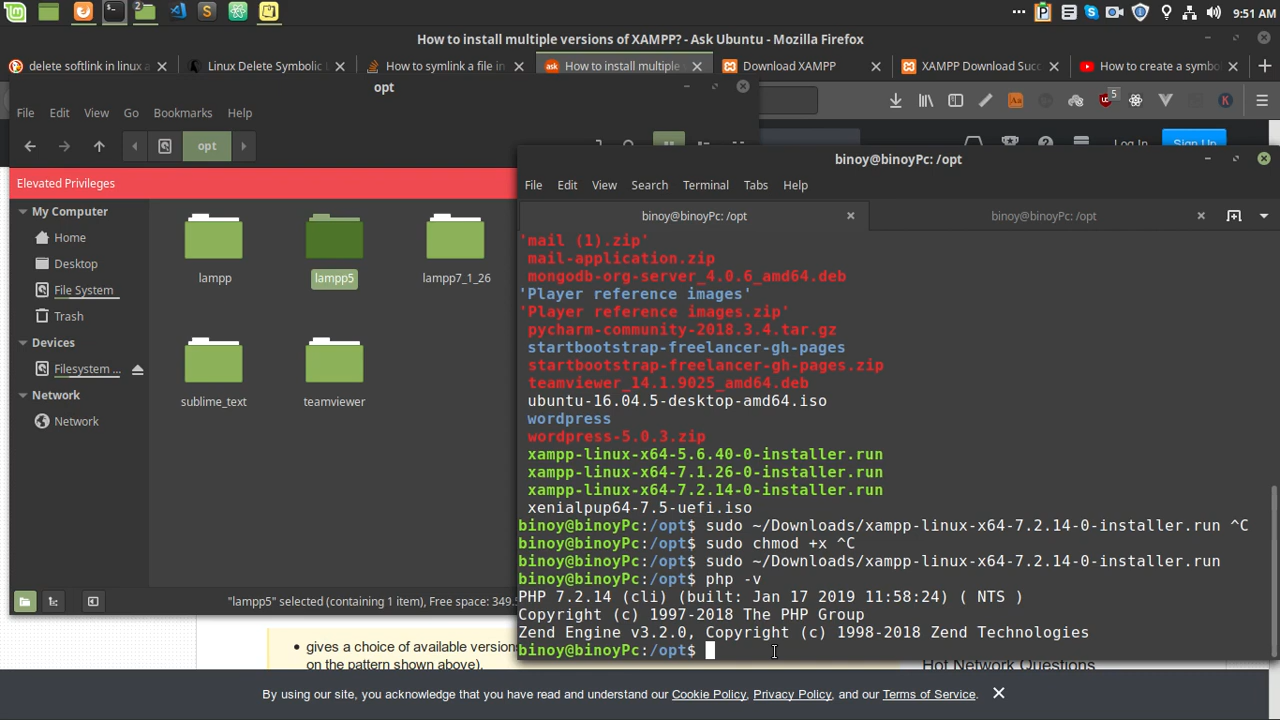 9:51 AM
How to install multiple versions of XAMPP? - Ask Ubuntu - Mozilla Firefox
delete softlink in linux a
Linux Delete Symbolic L
How to symlink a file in
How to install multiple
Download XAMPP
XAMPP Download Succ
How to create a symbol
opt
File Edit View Go Bookmarks Help
opt
Elevated Privileges
My Computer
Home
Desktop
File System
Trash
Devices
Filesystem ...
Network
Network
lampp
lampp5
lampp7_1_26
sublime_text
teamviewer
"lampp5" selected (containing 1 item), Free space: 349.
5
Log In
Sign Up
binoy@binoyPc: /opt
File Edit View Search Terminal Tabs Help
binoy@binoyPc: /opt
binoy@binoyPc: /opt
'mail (1).zip'
mail-application.zip
mongodb-org-server_4.0.6_amd64.deb
'Player reference images'
'Player reference images.zip'
pycharm-community-2018.3.4.tar.gz
startbootstrap-freelancer-gh-pages
startbootstrap-freelancer-gh-pages.zip
teamviewer_14.1.9025_amd64.deb
ubuntu-16.04.5-desktop-amd64.iso
wordpress
wordpress-5.0.3.zip
xampp-linux-x64-5.6.40-0-installer.run
xampp-linux-x64-7.1.26-0-installer.run
xampp-linux-x64-7.2.14-0-installer.run
xenialpup64-7.5-uefi.iso
binoy@binoyPc:/opt$ sudo ~/Downloads/xampp-linux-x64-7.2.14-0-installer.run ^C
binoy@binoyPc:/opt$ sudo chmod +x ^C
binoy@binoyPc:/opt$ sudo ~/Downloads/xampp-linux-x64-7.2.14-0-installer.run
binoy@binoyPc:/opt$ php -v
PHP 7.2.14 (cli) (built: Jan 17 2019 11:58:24) ( NTS )
Copyright (c) 1997-2018 The PHP Group
Zend Engine v3.2.0, Copyright (c) 1998-2018 Zend Technologies
binoy@binoyPc:/opt$
gives a choice of available version
on the pattern shown above).
Hot Network Questions
By using our site, you acknowledge that you have read and understand our Cookie Policy, Privacy Policy, and our Terms of Service.